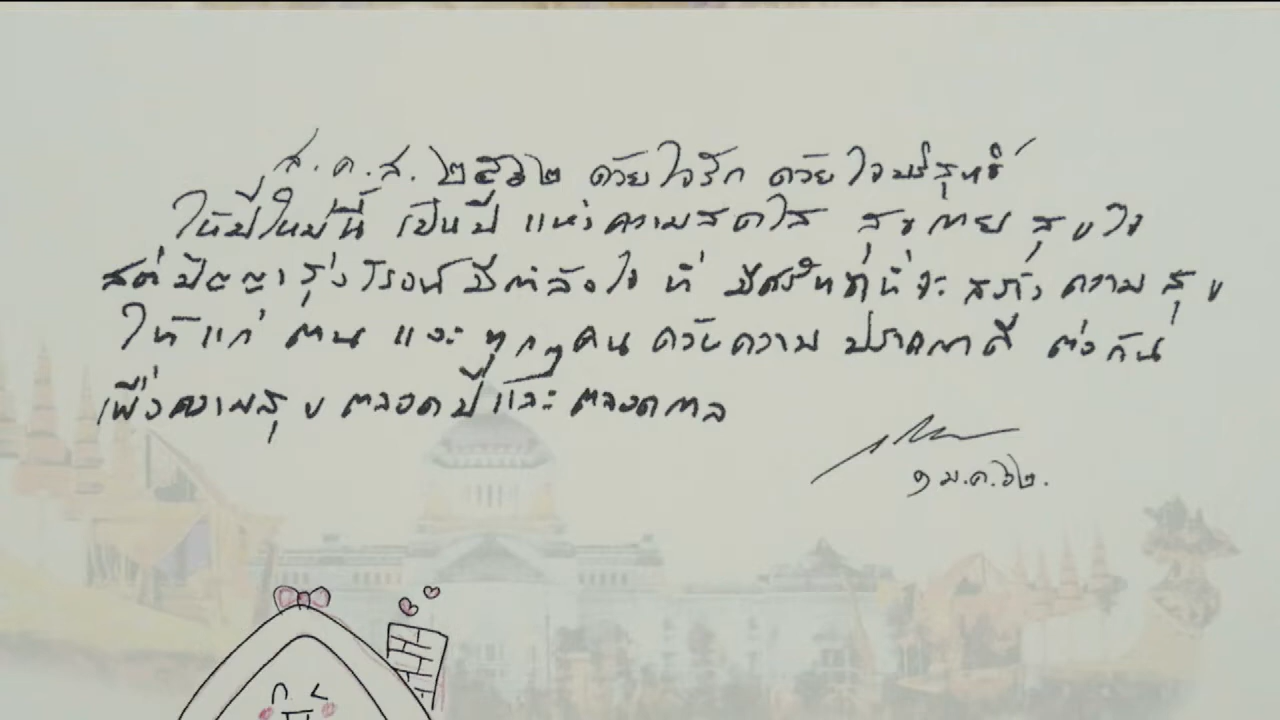 ส.ค.ส. ๒๕๖๒ ด้วยใจรัก ด้วยใจบริสุทธิ์
ให้ปีใหม่นี้ เป็นปี แห่งความสดใส สุขกาย สุขใจ
สติปัญญา รุ่งโรจน์ มีกำลังใจ ที่ จะ สร้าง ความ สุข
ให้แก่ ตน และ ทุกๆ คน ด้วยความ ปรารถนาดี ต่อกัน
เพื่อความสุข ตลอดปีและ ตลอดกาล
๑ ม.ค. ๖๒.